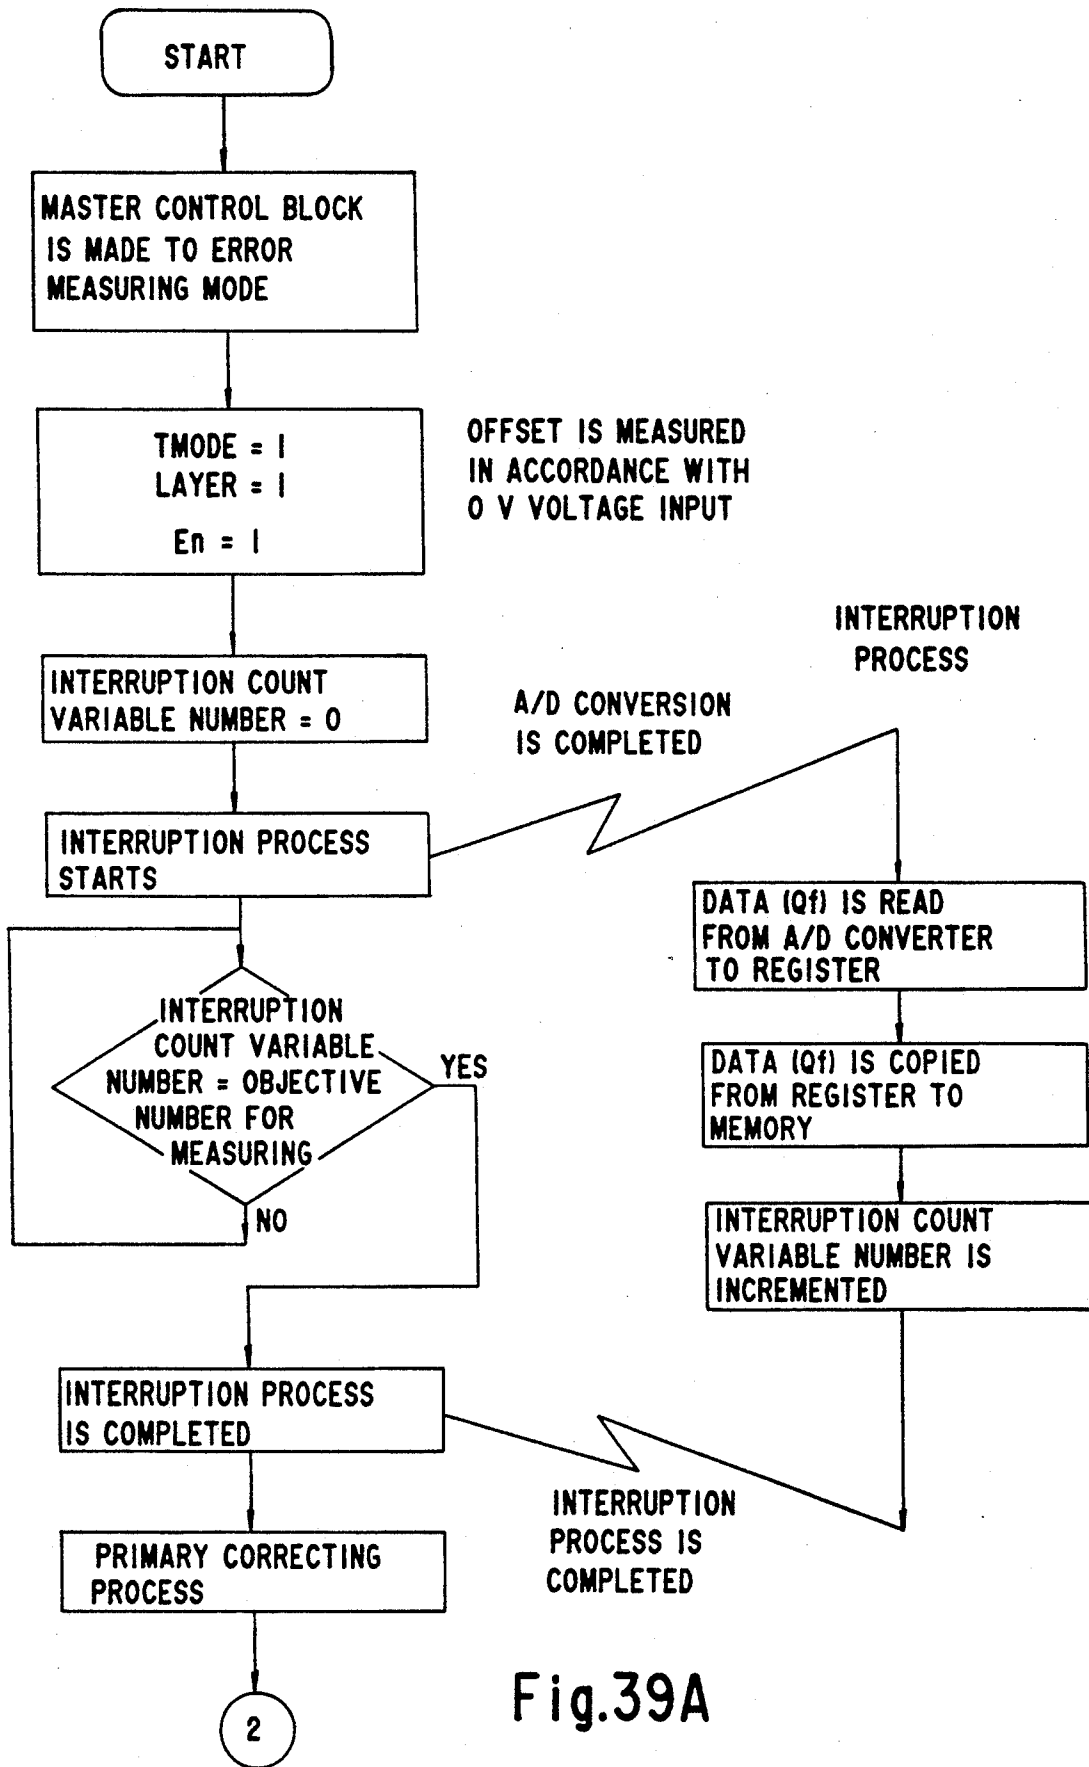 START
MASTER CONTROL BLOCK
IS MADE TO ERROR
MEASURING MODE
TMODE = 1
LAYER = 1
En = 1
OFFSET IS MEASURED
IN ACCORDANCE WITH
0 V VOLTAGE INPUT
INTERRUPTION COUNT
VARIABLE NUMBER = 0
A/D CONVERSION
IS COMPLETED
INTERRUPTION
PROCESS
INTERRUPTION PROCESS
STARTS
DATA (Qf) IS READ
FROM A/D CONVERTER
TO REGISTER
INTERRUPTION
COUNT VARIABLE
NUMBER = OBJECTIVE
NUMBER FOR
MEASURING
YES
NO
DATA (Qf) IS COPIED
FROM REGISTER TO
MEMORY
INTERRUPTION COUNT
VARIABLE NUMBER IS
INCREMENTED
INTERRUPTION PROCESS
IS COMPLETED
INTERRUPTION
PROCESS IS
COMPLETED
PRIMARY CORRECTING
PROCESS
2
Fig.39A